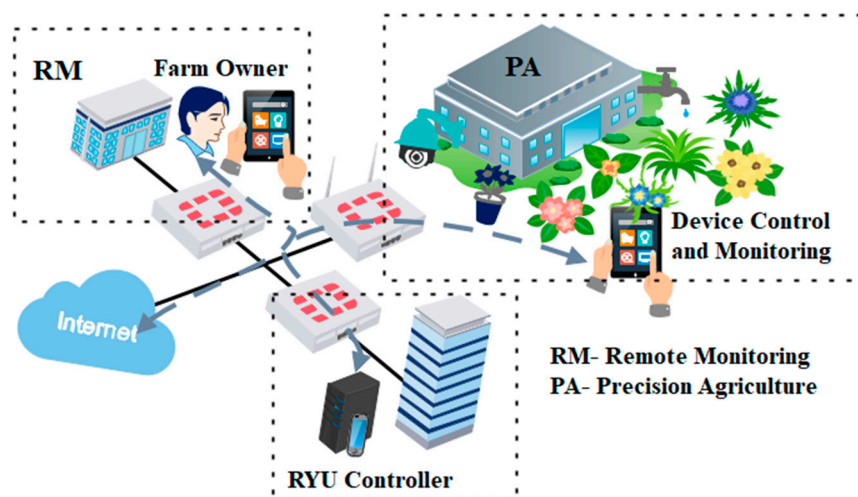 RM
Farm Owner
PA
Device Control
and Monitoring
Internet
RM- Remote Monitoring
PA- Precision Agriculture
RYU Controller